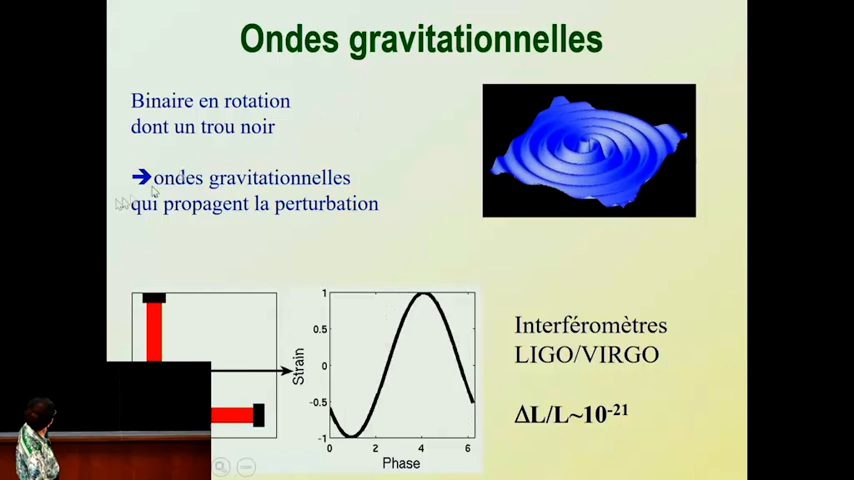 Ondes gravitationnelles
Binaire en rotation
dont un trou noir
➔ondes gravitationnelles
qui propagent la perturbation
1
0.5
0
-0.5
-1
Strain
0 2 4 6
Phase
Interféromètres
LIGO/VIRGO
ΔL/L~10⁻²¹